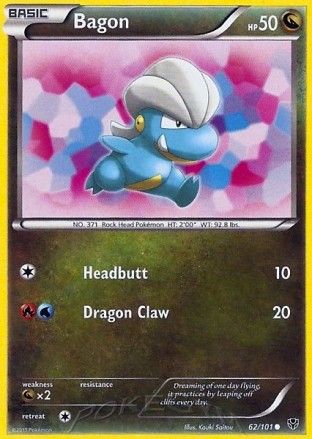 BASIC
Bagon HP50
NO. 371 Rock Head Pokémon HT: 2'00" WT: 92.8 lbs.
Headbutt 10
Dragon Claw 20
weakness resistance
×2
Dreaming of one day flying,
it practices by leaping off
cliffs every day.
retreat
Illus. Kouki Saitou 62/101
©2013 Pokémon